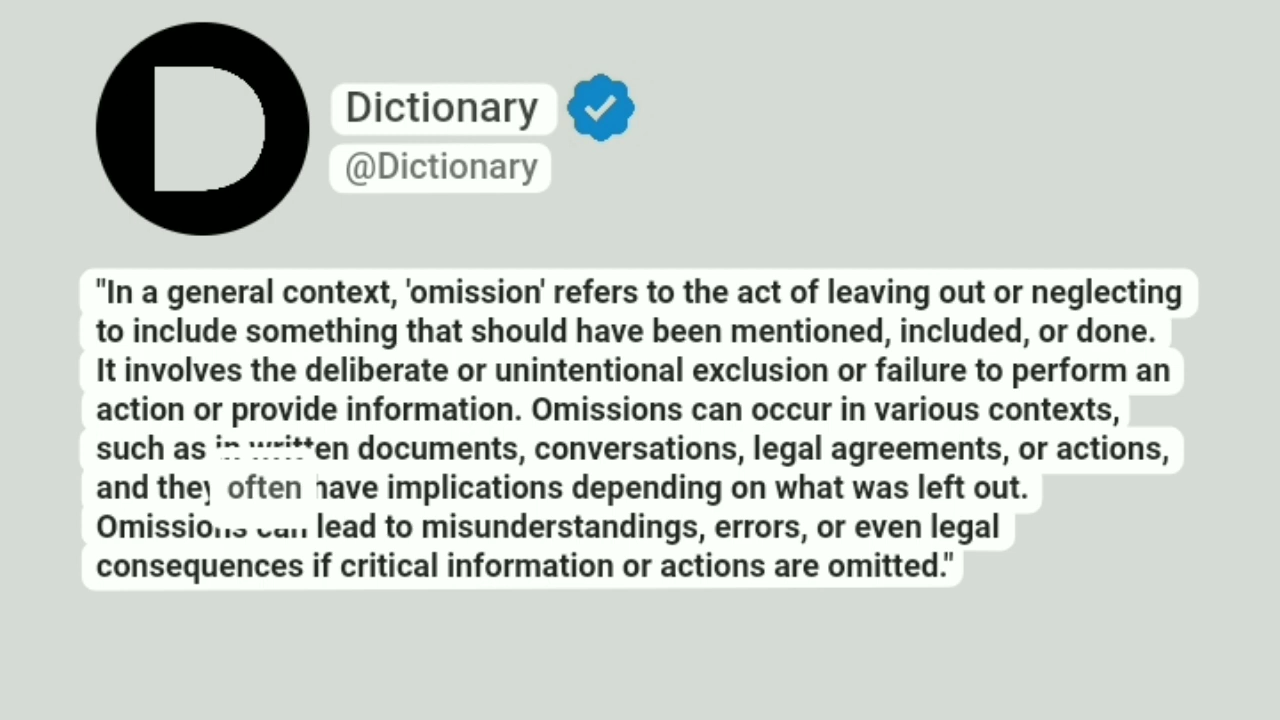 D
Dictionary
@Dictionary
"In a general context, 'omission' refers to the act of leaving out or neglecting
to include something that should have been mentioned, included, or done.
It involves the deliberate or unintentional exclusion or failure to perform an
action or provide information. Omissions can occur in various contexts,
such as in written documents, conversations, legal agreements, or actions,
and they often have implications depending on what was left out.
Omissions can lead to misunderstandings, errors, or even legal
consequences if critical information or actions are omitted."